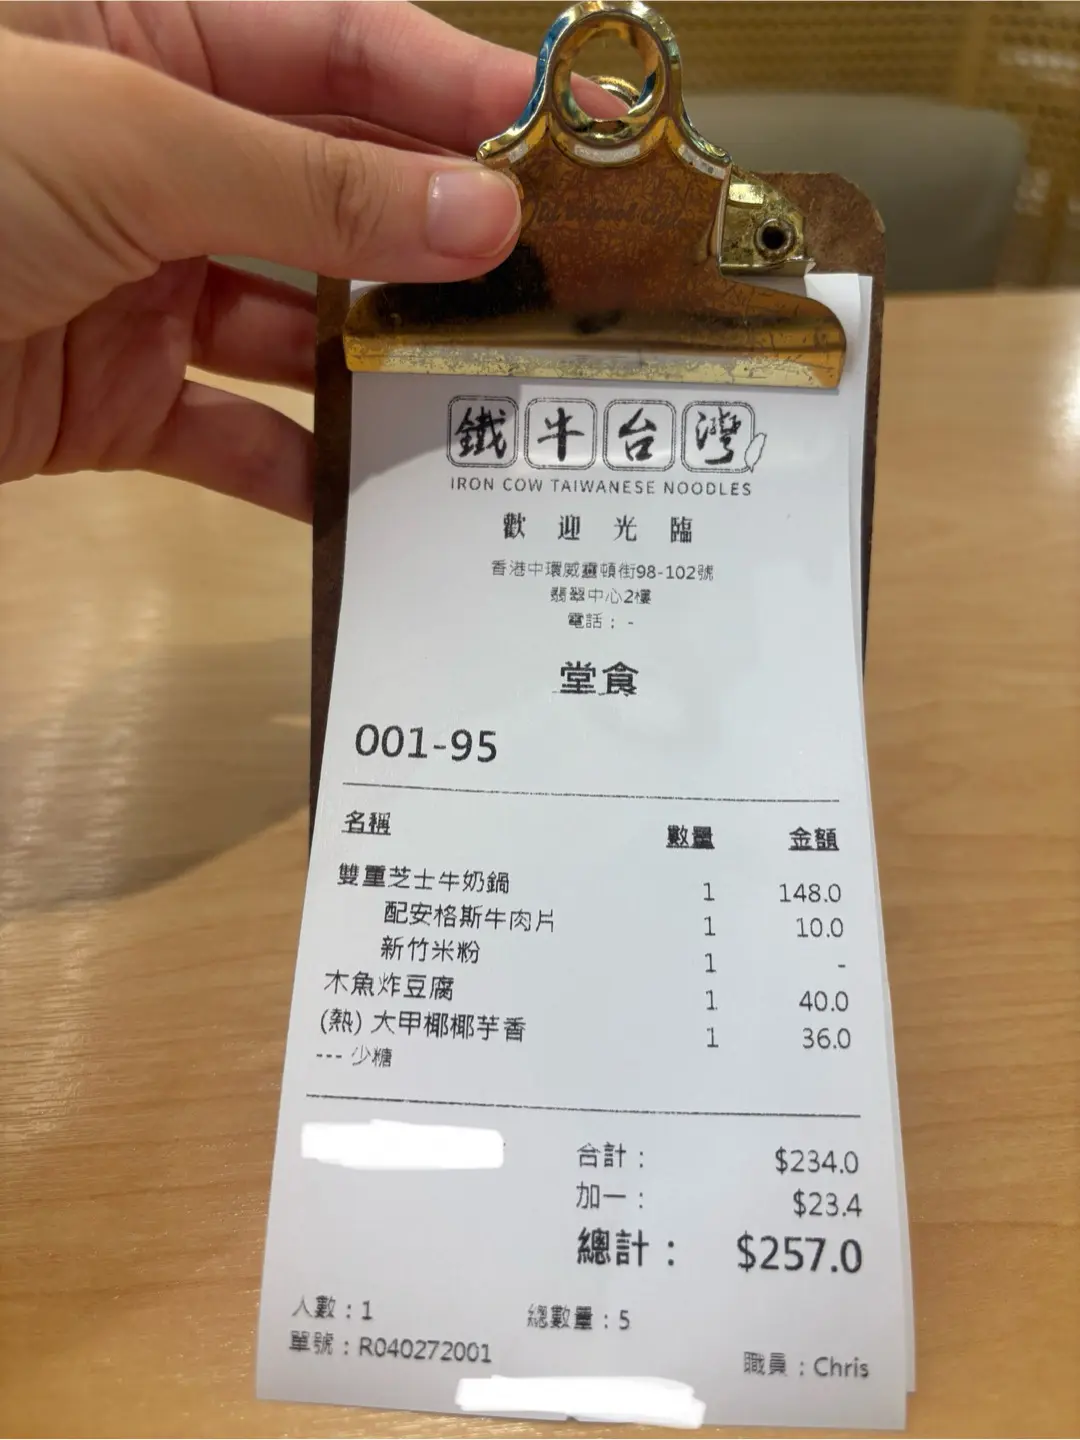 鐵牛台灣
IRON COW TAIWANESE NOODLES
歡迎光臨
香港中環威靈頓街98-102號
翡翠中心2樓
電話： -
堂食
001-95
名稱 數量 金額
雙重芝士牛奶鍋 1 148.0
配安格斯牛肉片 1 10.0
新竹米粉 1 -
木魚炸豆腐 1 40.0
(熱) 大甲椰椰芋香 1 36.0
--- 少糖
合計： $234.0
加一： $23.4
總計： $257.0
人數：1 總數量：5
單號：R040272001
職員：Chris